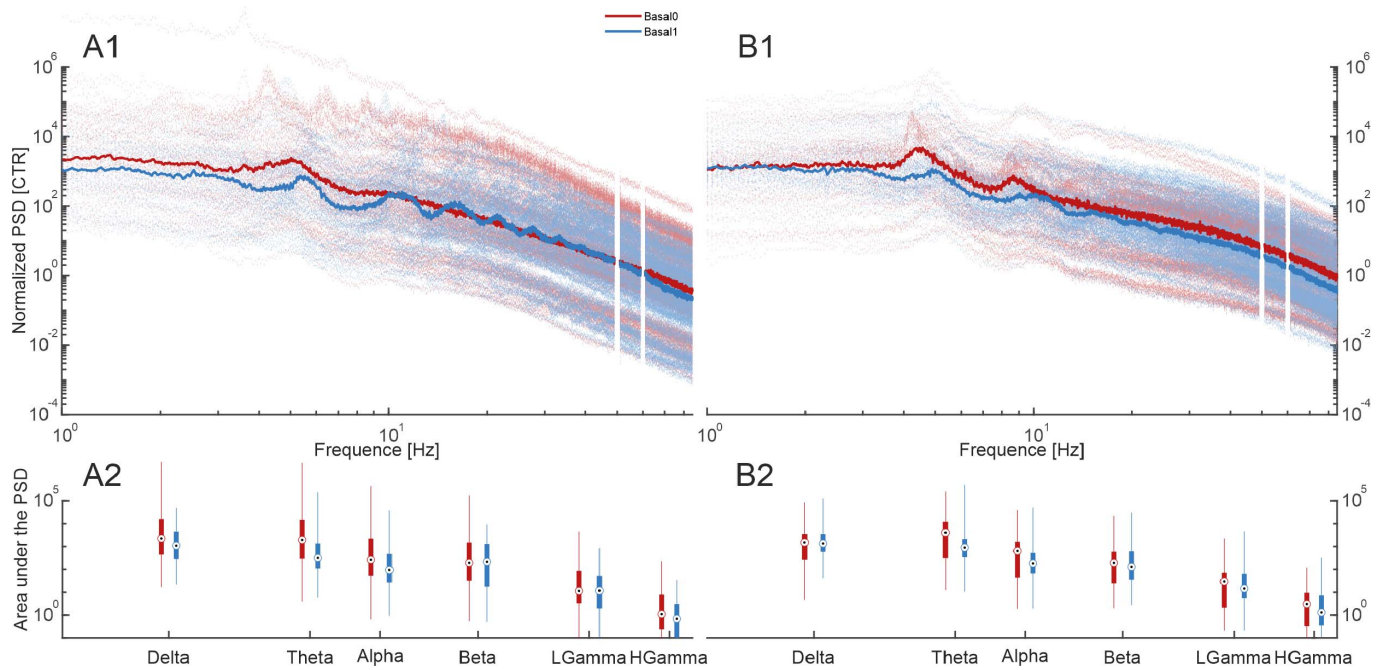 Basal0
Basal1
A1
B1
Normalized PSD [CTR]
10^6
10^4
10^2
10^0
10^-2
10^-4
10^6
10^4
10^2
10^0
10^-2
10^-4
10^0
10^1
10^0
10^1
Frequence [Hz]
Frequence [Hz]
A2
B2
Area under the PSD
10^5
10^0
10^5
10^0
Delta
Theta
Alpha
Beta
LGamma
HGamma
Delta
Theta
Alpha
Beta
LGamma
HGamma